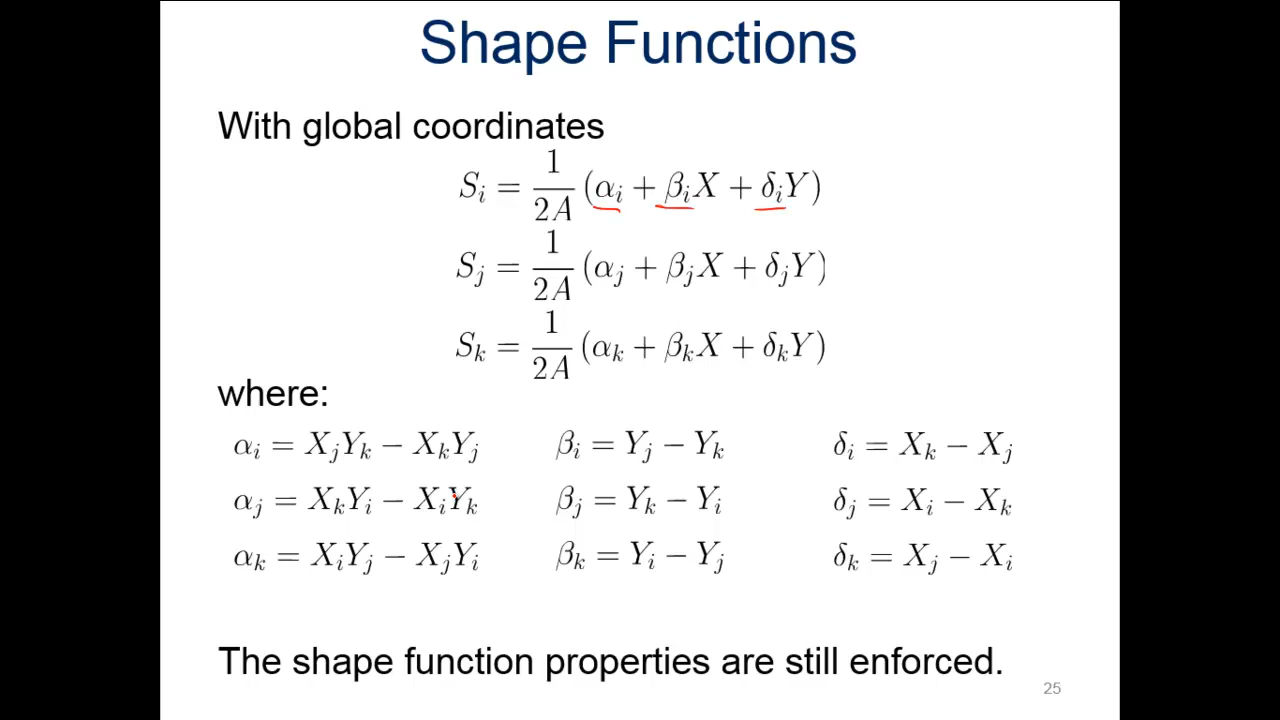 Shape Functions
With global coordinates
S_i = \frac{1}{2A} (α_i + β_i X + δ_i Y)
S_j = \frac{1}{2A} (α_j + β_j X + δ_j Y)
S_k = \frac{1}{2A} (α_k + β_k X + δ_k Y)
where:
α_i = X_j Y_k − X_k Y_j β_i = Y_j − Y_k δ_i = X_k − X_j
α_j = X_k Y_i − X_i Y_k β_j = Y_k − Y_i δ_j = X_i − X_k
α_k = X_i Y_j − X_j Y_i β_k = Y_i − Y_j δ_k = X_j − X_i
The shape function properties are still enforced.
25